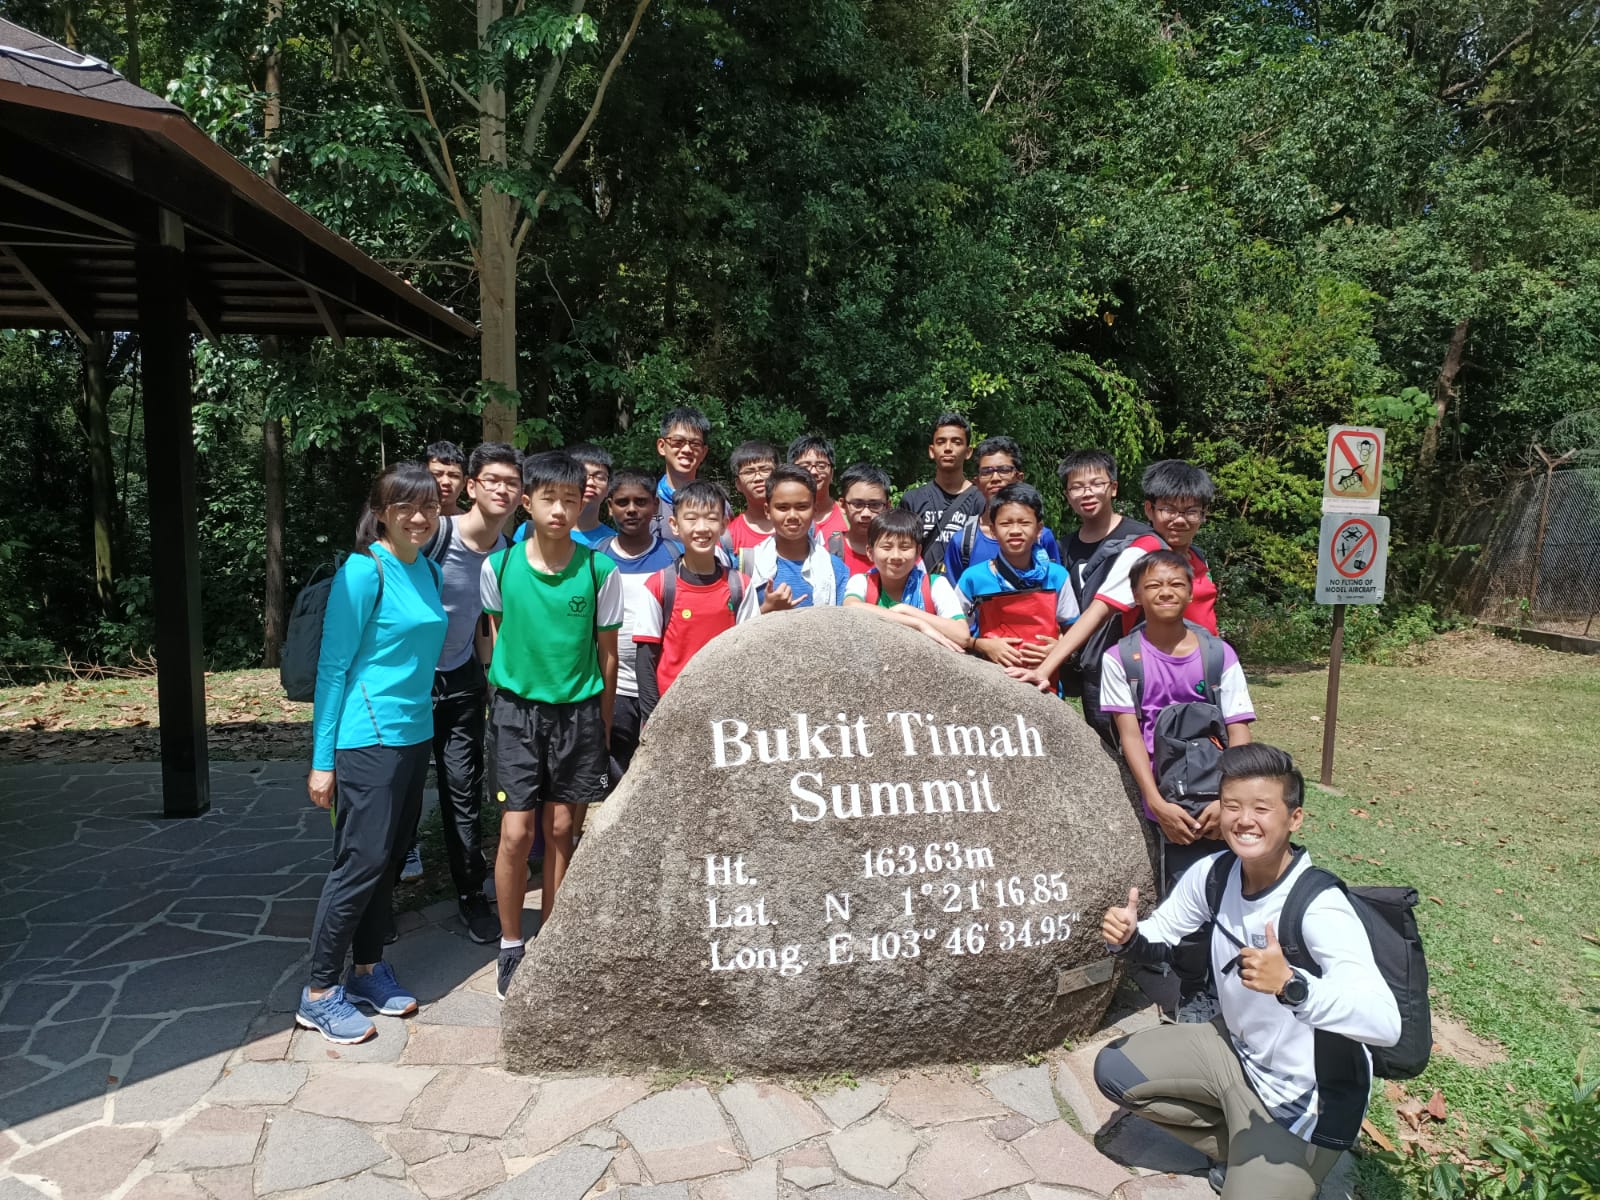 Bukit Timah
Summit
Ht. 163.63m
Lat. N 1° 21' 16.85
Long. E 103° 46' 34.95"
NO FLYING OF
MODEL AIRCRAFT